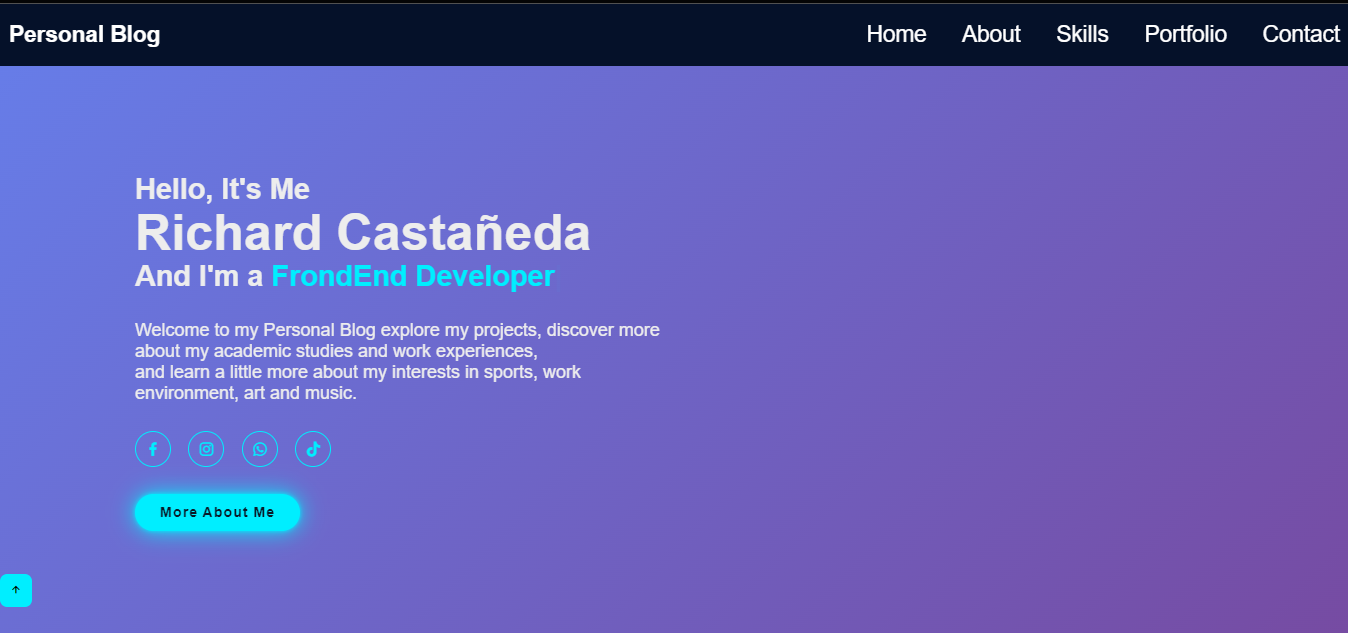 Personal Blog
Home About Skills Portfolio Contact
Hello, It's Me
Richard Castañeda
And I'm a FrondEnd Developer
Welcome to my Personal Blog explore my projects, discover more
about my academic studies and work experiences,
and learn a little more about my interests in sports, work
environment, art and music.
More About Me